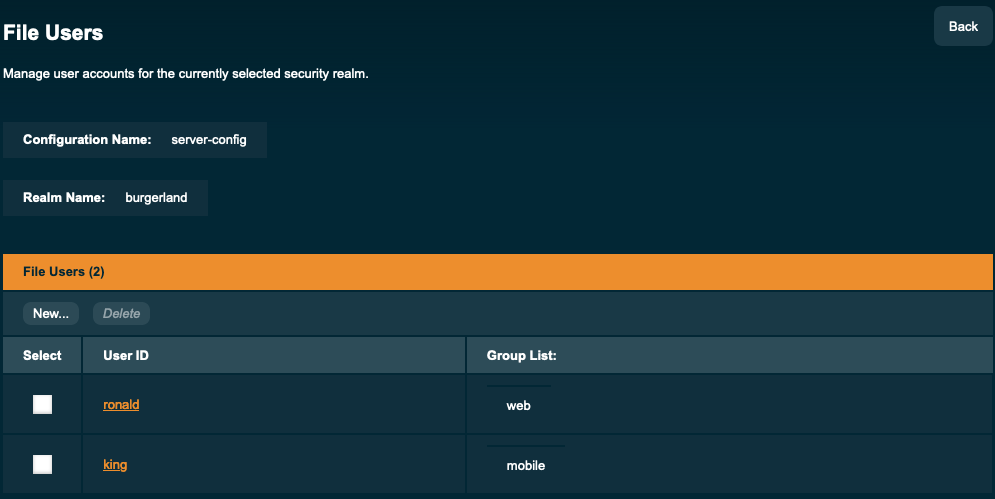 File Users
Back
Manage user accounts for the currently selected security realm.
Configuration Name: server-config
Realm Name: burgerland
File Users (2)
New... Delete
Select User ID Group List:
ronald web
king mobile